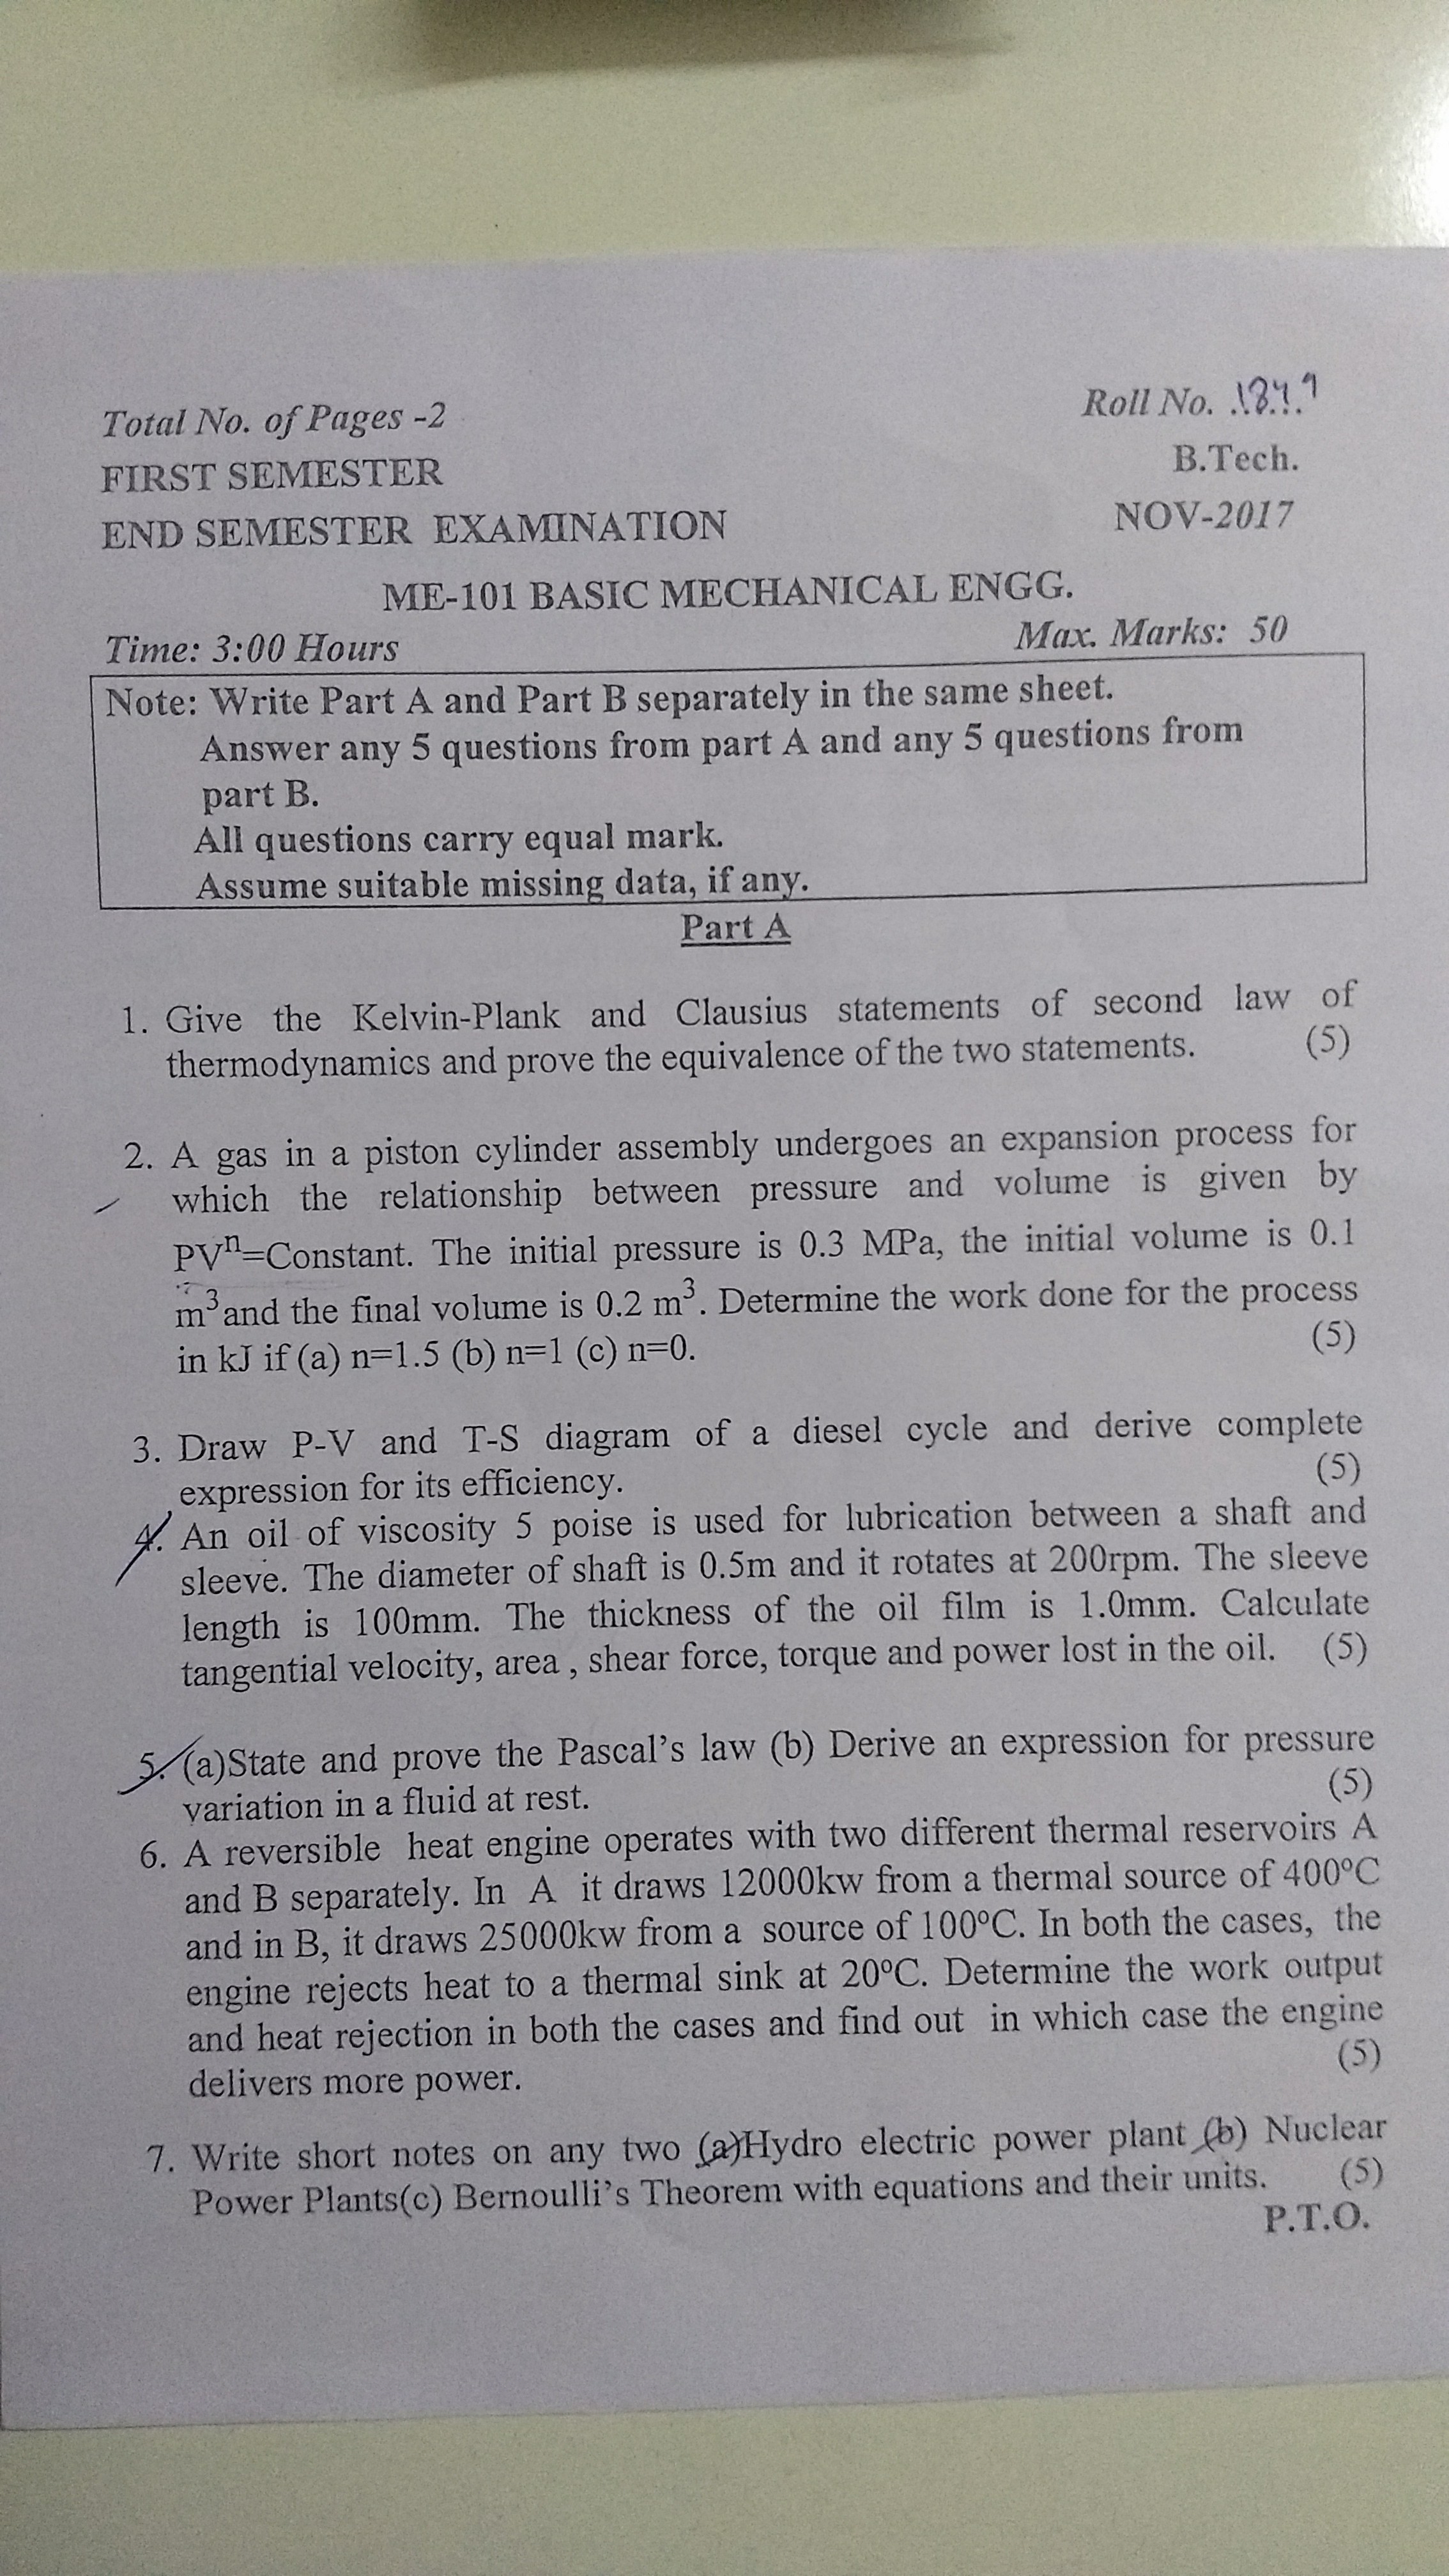 Total No. of Pages -2
Roll No.
FIRST SEMESTER
B.Tech.
END SEMESTER EXAMINATION
NOV-2017
ME-101 BASIC MECHANICAL ENGG.
Time: 3:00 Hours
Max. Marks: 50
Note: Write Part A and Part B separately in the same sheet.
Answer any 5 questions from part A and any 5 questions from
part B.
All questions carry equal mark.
Assume suitable missing data, if any.
Part A
1. Give the Kelvin-Plank and Clausius statements of second law of
thermodynamics and prove the equivalence of the two statements. (5)
2. A gas in a piston cylinder assembly undergoes an expansion process for
which the relationship between pressure and volume is given by
PVⁿ=Constant. The initial pressure is 0.3 MPa, the initial volume is 0.1
m³and the final volume is 0.2 m³. Determine the work done for the process
in kJ if (a) n=1.5 (b) n=1 (c) n=0. (5)
3. Draw P-V and T-S diagram of a diesel cycle and derive complete
expression for its efficiency. (5)
4. An oil of viscosity 5 poise is used for lubrication between a shaft and
sleeve. The diameter of shaft is 0.5m and it rotates at 200rpm. The sleeve
length is 100mm. The thickness of the oil film is 1.0mm. Calculate
tangential velocity, area , shear force, torque and power lost in the oil. (5)
5. (a)State and prove the Pascal's law (b) Derive an expression for pressure
variation in a fluid at rest. (5)
6. A reversible heat engine operates with two different thermal reservoirs A
and B separately. In A it draws 12000kw from a thermal source of 400⁰C
and in B, it draws 25000kw from a source of 100⁰C. In both the cases, the
engine rejects heat to a thermal sink at 20⁰C. Determine the work output
and heat rejection in both the cases and find out in which case the engine
delivers more power. (5)
7. Write short notes on any two (a)Hydro electric power plant (b) Nuclear
Power Plants(c) Bernoulli's Theorem with equations and their units. (5)
P.T.O.